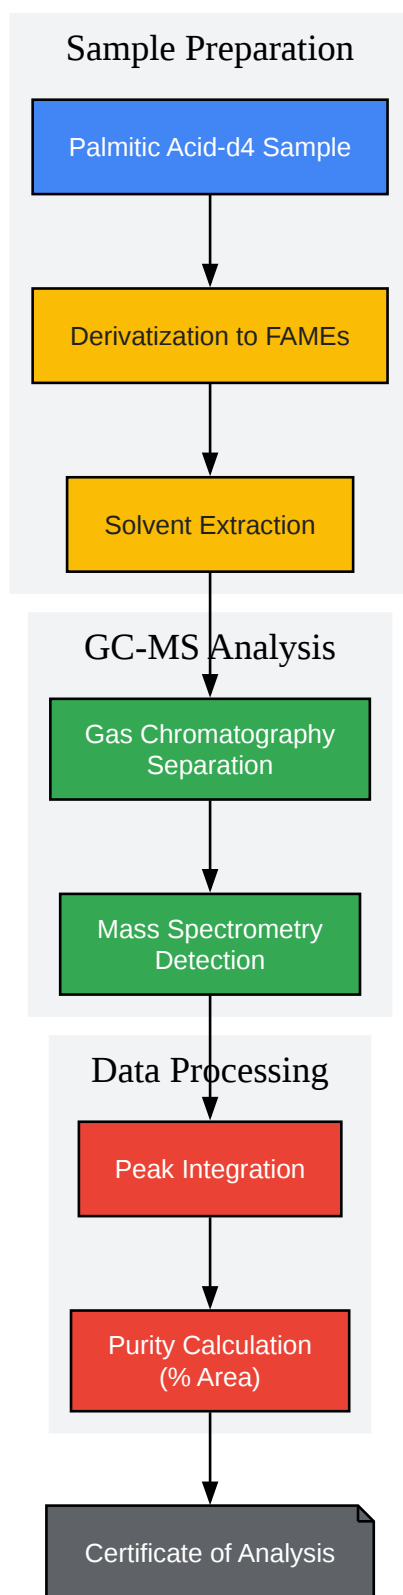 Sample Preparation
Palmitic Acid-d4 Sample
Derivatization to FAMEs
Solvent Extraction
GC-MS Analysis
Gas Chromatography
Separation
Mass Spectrometry
Detection
Data Processing
Peak Integration
Purity Calculation
(% Area)
Certificate of Analysis